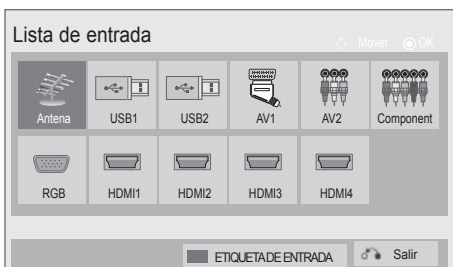 Lista de entrada
Mover OK
Antena USB1 USB2 AV1 AV2 Component
RGB HDMI1 HDMI2 HDMI3 HDMI4
ETIQUETA DE ENTRADA Salir